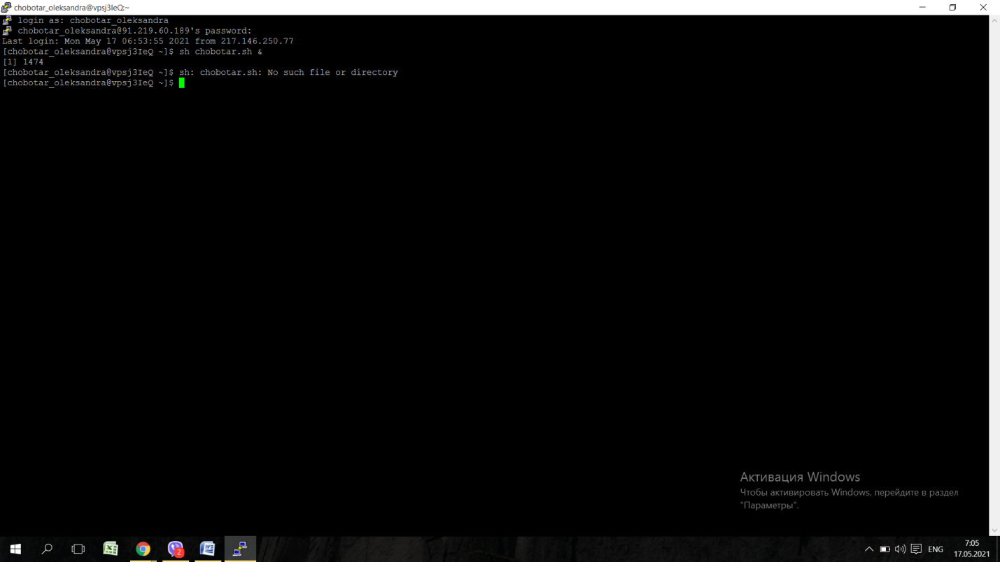 chobotar_oleksandra@vpsj3IeQ:~
login as: chobotar_oleksandra
chobotar_oleksandra@91.219.60.189's password:
Last login: Mon May 17 06:53:55 2021 from 217.146.250.77
[chobotar_oleksandra@vpsj3IeQ ~]$ sh chobotar.sh &
[1] 1474
[chobotar_oleksandra@vpsj3IeQ ~]$ sh: chobotar.sh: No such file or directory
[chobotar_oleksandra@vpsj3IeQ ~]$
Активация Windows
Чтобы активировать Windows, перейдите в раздел
"Параметры".
2
ENG
7:05
17.05.2021